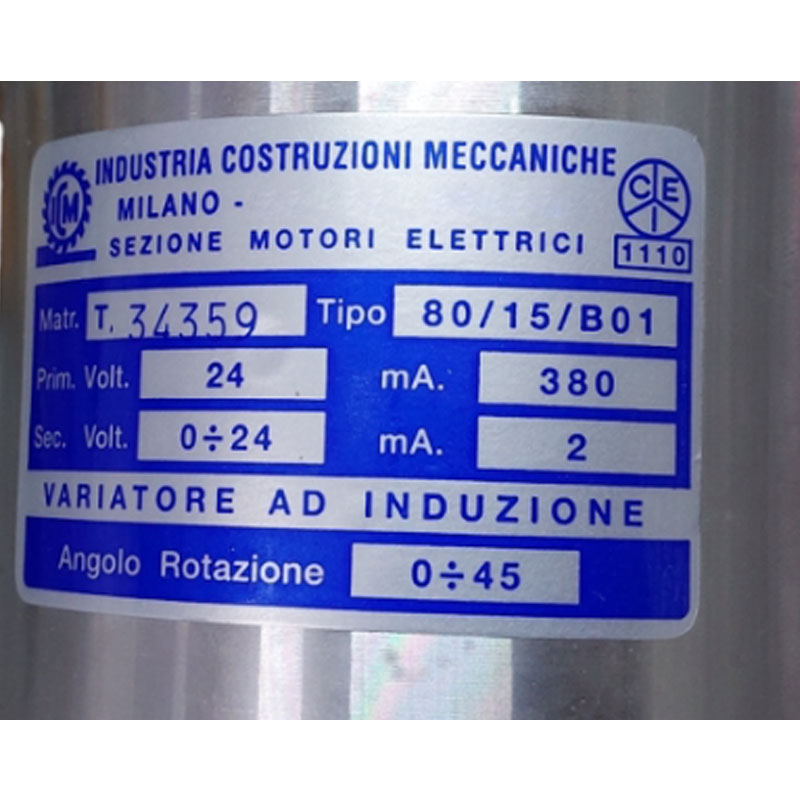 INDUSTRIA COSTRUZIONI MECCANICHE
ICM
MILANO -
CEI
SEZIONE MOTORI ELETTRICI
1110
Matr. T. 34359 Tipo 80/15/B01
Prim. Volt. 24 mA. 380
Sec. Volt. 0÷24 mA. 2
VARIATORE AD INDUZIONE
Angolo Rotazione 0÷45